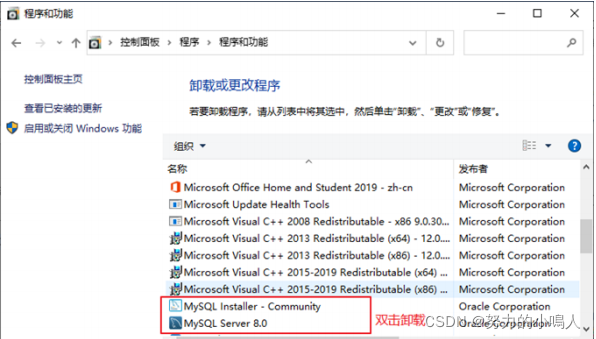 程序和功能
控制面板 > 程序 > 程序和功能
控制面板主页
查看已安装的更新
启用或关闭 Windows 功能
卸载或更改程序
若要卸载程序，请从列表中将其选中，然后单击“卸载”、“更改”或“修复”。
组织
名称 发布者
Microsoft Office Home and Student 2019 - zh-cn Microsoft Corporation
Microsoft Update Health Tools Microsoft Corporation
Microsoft Visual C++ 2008 Redistributable - x86 9.0.30... Microsoft Corporation
Microsoft Visual C++ 2013 Redistributable (x64) - 12.0.... Microsoft Corporation
Microsoft Visual C++ 2013 Redistributable (x86) - 12.0... Microsoft Corporation
Microsoft Visual C++ 2015-2019 Redistributable (x64) ... Microsoft Corporation
Microsoft Visual C++ 2015-2019 Redistributable (x86) ... Microsoft Corporation
MySQL Installer - Community Oracle Corporation
MySQL Server 8.0 Oracle Corporation
双击卸载
CSDN @努力的小鳴人